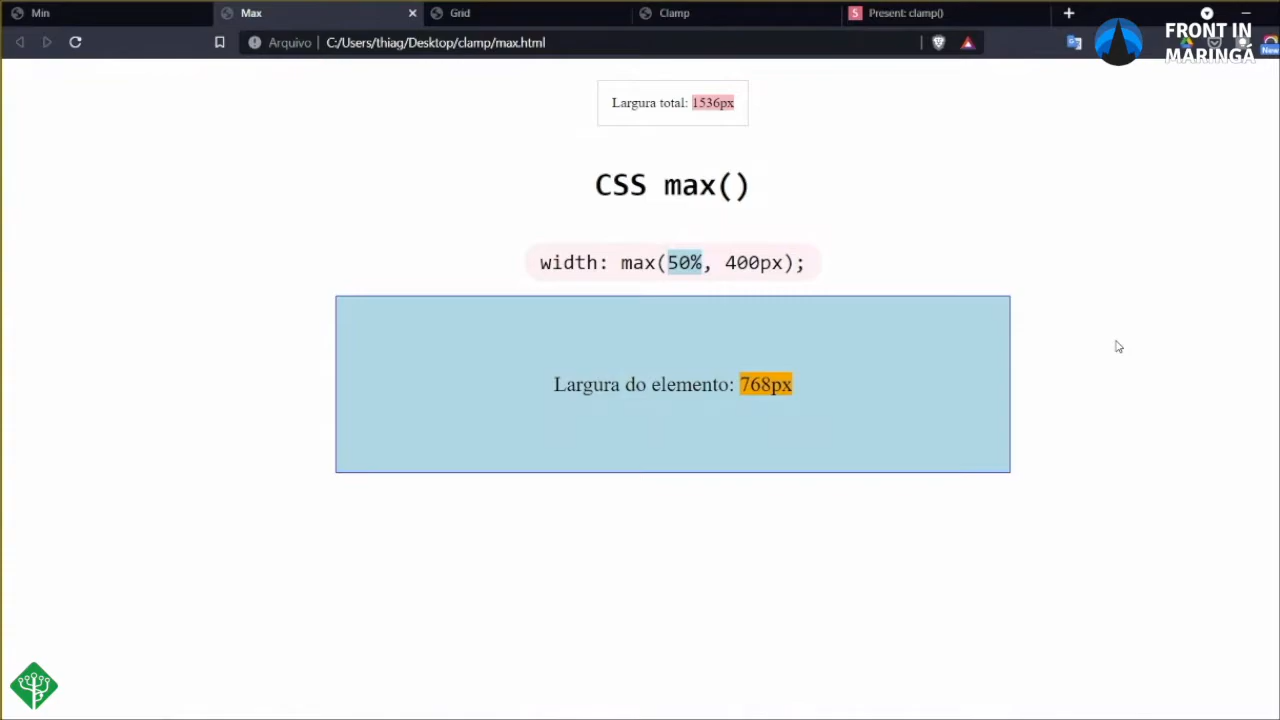 Min
Max
Grid
Clamp
S Present: clamp()
Arquivo
C:/Users/thiag/Desktop/clamp/max.html
FRONT IN
MARINGÁ
New
Largura total: 1536px
CSS max()
width: max(50%, 400px);
Largura do elemento: 768px